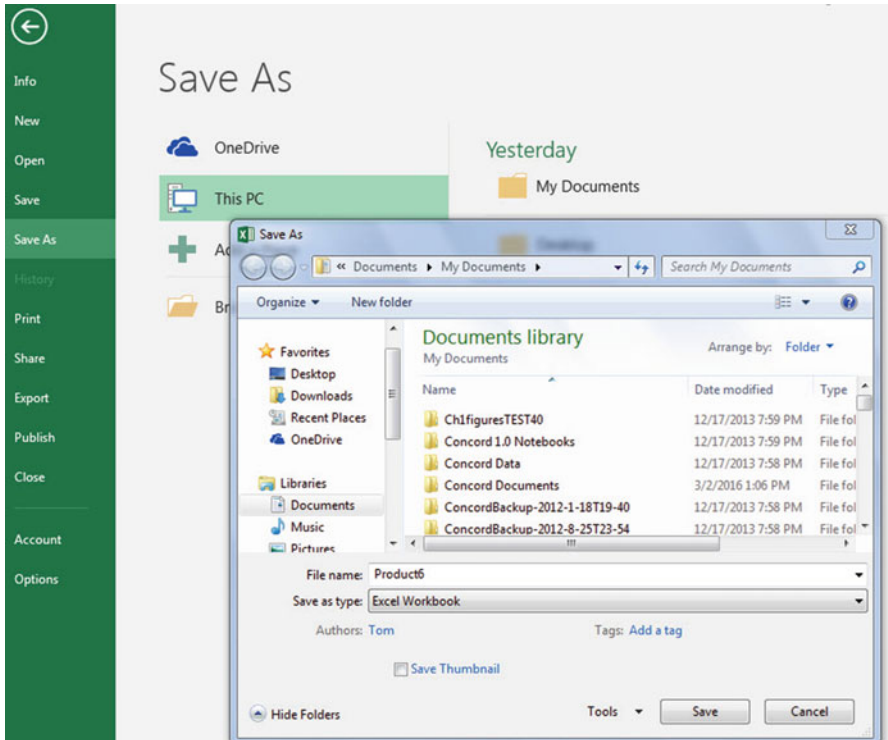 Info
New
Open
Save
Save As
History
Print
Share
Export
Publish
Close
Account
Options
Save As
OneDrive
This PC
Yesterday
My Documents
Desktop
Save As
« Documents My Documents
Search My Documents
Organize New folder
Favorites
Desktop
Downloads
Recent Places
OneDrive
Libraries
Documents
Music
Pictures
Documents library
My Documents
Arrange by: Folder
Name Date modified Type
Ch1figuresTEST40 12/17/2013 7:59 PM File fol
Concord 1.0 Notebooks 12/17/2013 7:59 PM File fol
Concord Data 12/17/2013 7:58 PM File fol
Concord Documents 3/2/2016 1:06 PM File fol
ConcordBackup-2012-1-18T19-40 12/17/2013 7:58 PM File fol
ConcordBackup-2012-8-25T23-54 12/17/2013 7:58 PM File fol
File name: Product6
Save as type: Excel Workbook
Authors: Tom Tags: Add a tag
Save Thumbnail
Hide Folders Tools Save Cancel